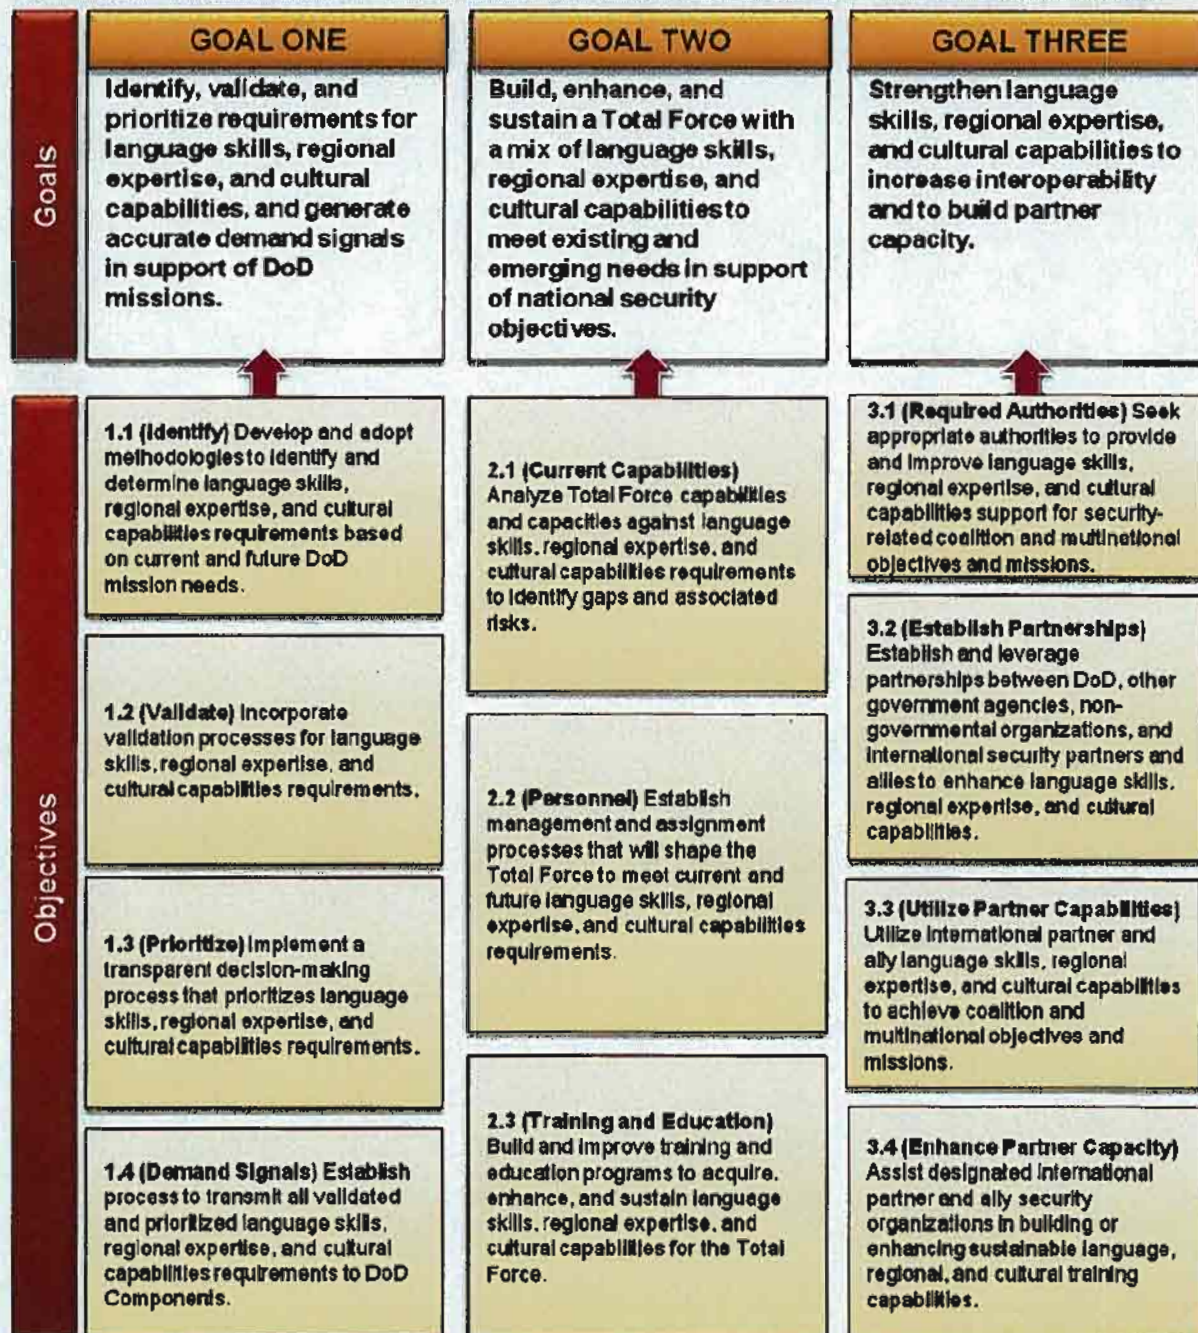 Goals
GOAL ONE
Identify, validate, and
prioritize requirements for
language skills, regional
expertise, and cultural
capabilities, and generate
accurate demand signals
in support of DoD
missions.
GOAL TWO
Build, enhance, and
sustain a Total Force with
a mix of language skills,
regional expertise, and
cultural capabilities to
meet existing and
emerging needs in support
of national security
objectives.
GOAL THREE
Strengthen language
skills, regional expertise,
and cultural capabilities to
increase interoperability
and to build partner
capacity.
Objectives
1.1 (Identify) Develop and adopt
methodologies to identify and
determine language skills,
regional expertise, and cultural
capabilities requirements based
on current and future DoD
mission needs.
1.2 (Validate) Incorporate
validation processes for language
skills, regional expertise, and
cultural capabilities requirements.
1.3 (Prioritize) Implement a
transparent decision-making
process that prioritizes language
skills, regional expertise, and
cultural capabilities requirements.
1.4 (Demand Signals) Establish
process to transmit all validated
and prioritized language skills,
regional expertise, and cultural
capabilities requirements to DoD
Components.
2.1 (Current Capabilities)
Analyze Total Force capabilities
and capacities against language
skills, regional expertise, and
cultural capabilities requirements
to identify gaps and associated
risks.
2.2 (Personnel) Establish
management and assignment
processes that will shape the
Total Force to meet current and
future language skills, regional
expertise, and cultural capabilities
requirements.
2.3 (Training and Education)
Build and improve training and
education programs to acquire,
enhance, and sustain language
skills, regional expertise, and
cultural capabilities for the Total
Force.
3.1 (Required Authorities) Seek
appropriate authorities to provide
and improve language skills,
regional expertise, and cultural
capabilities support for security-
related coalition and multinational
objectives and missions.
3.2 (Establish Partnerships)
Establish and leverage
partnerships between DoD, other
government agencies, non-
governmental organizations, and
international security partners and
allies to enhance language skills,
regional expertise, and cultural
capabilities.
3.3 (Utilize Partner Capabilities)
Utilize international partner and
ally language skills, regional
expertise, and cultural capabilities
to achieve coalition and
multinational objectives and
missions.
3.4 (Enhance Partner Capacity)
Assist designated international
partner and ally security
organizations in building or
enhancing sustainable language,
regional, and cultural training
capabilities.